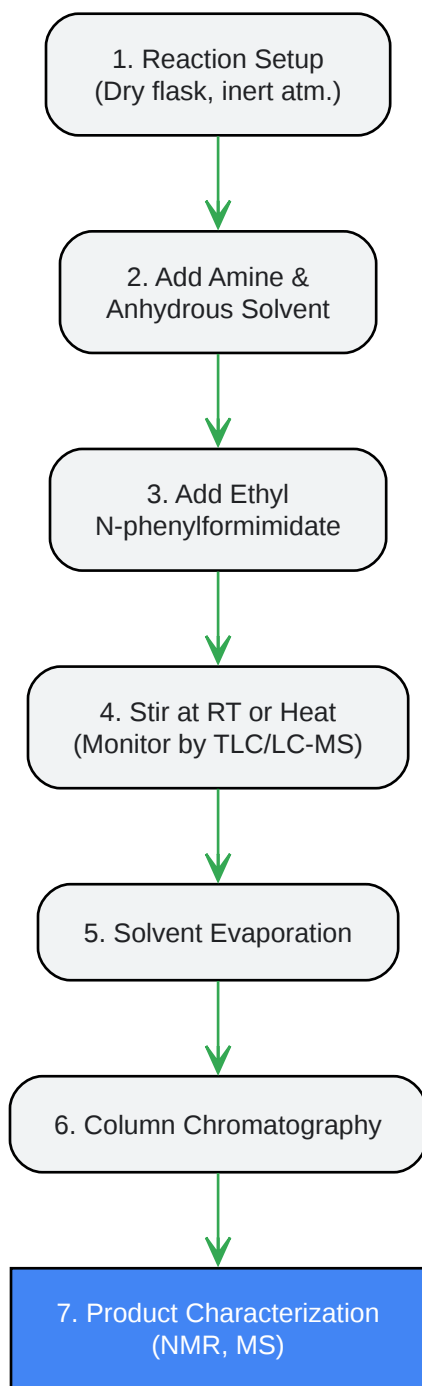 1. Reaction Setup
(Dry flask, inert atm.)
2. Add Amine &
Anhydrous Solvent
3. Add Ethyl
N-phenylformimidate
4. Stir at RT or Heat
(Monitor by TLC/LC-MS)
5. Solvent Evaporation
6. Column Chromatography
7. Product Characterization
(NMR, MS)